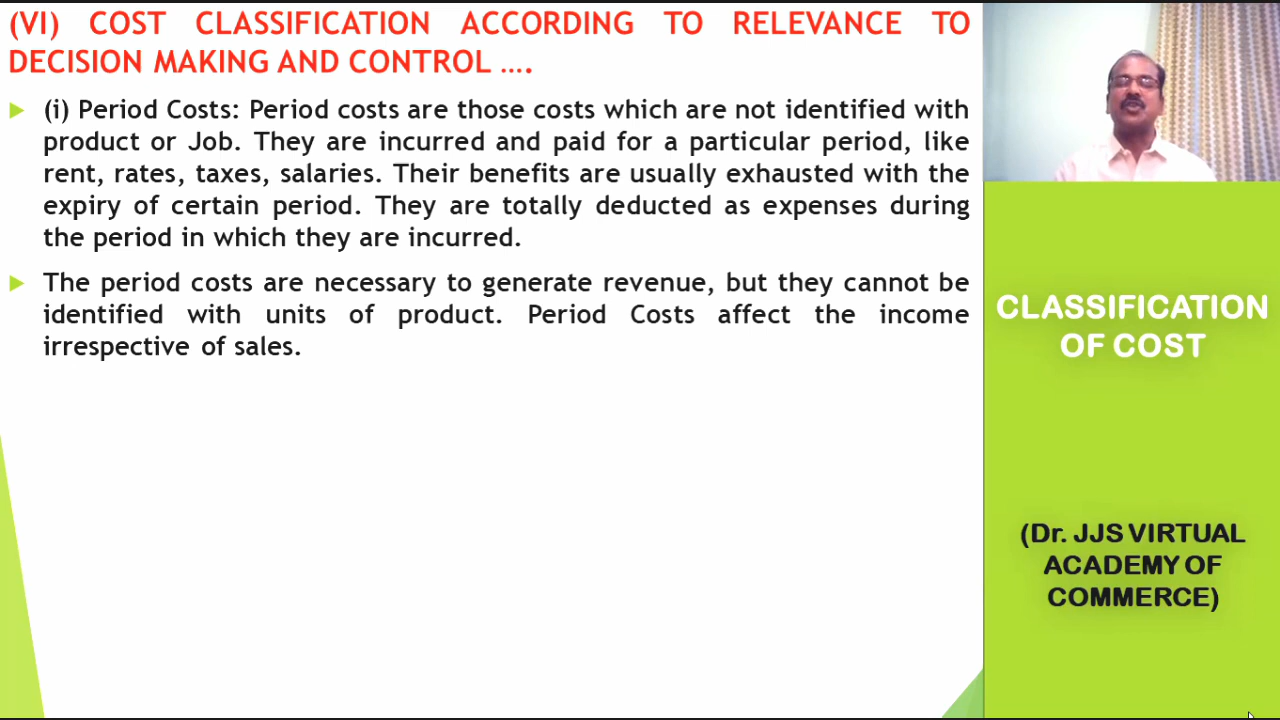 (VI) COST CLASSIFICATION ACCORDING TO RELEVANCE TO
DECISION MAKING AND CONTROL ….
(i) Period Costs: Period costs are those costs which are not identified with
product or Job. They are incurred and paid for a particular period, like
rent, rates, taxes, salaries. Their benefits are usually exhausted with the
expiry of certain period. They are totally deducted as expenses during
the period in which they are incurred.
The period costs are necessary to generate revenue, but they cannot be
identified with units of product. Period Costs affect the income
irrespective of sales.
CLASSIFICATION
OF COST
(Dr. JJS VIRTUAL
ACADEMY OF
COMMERCE)